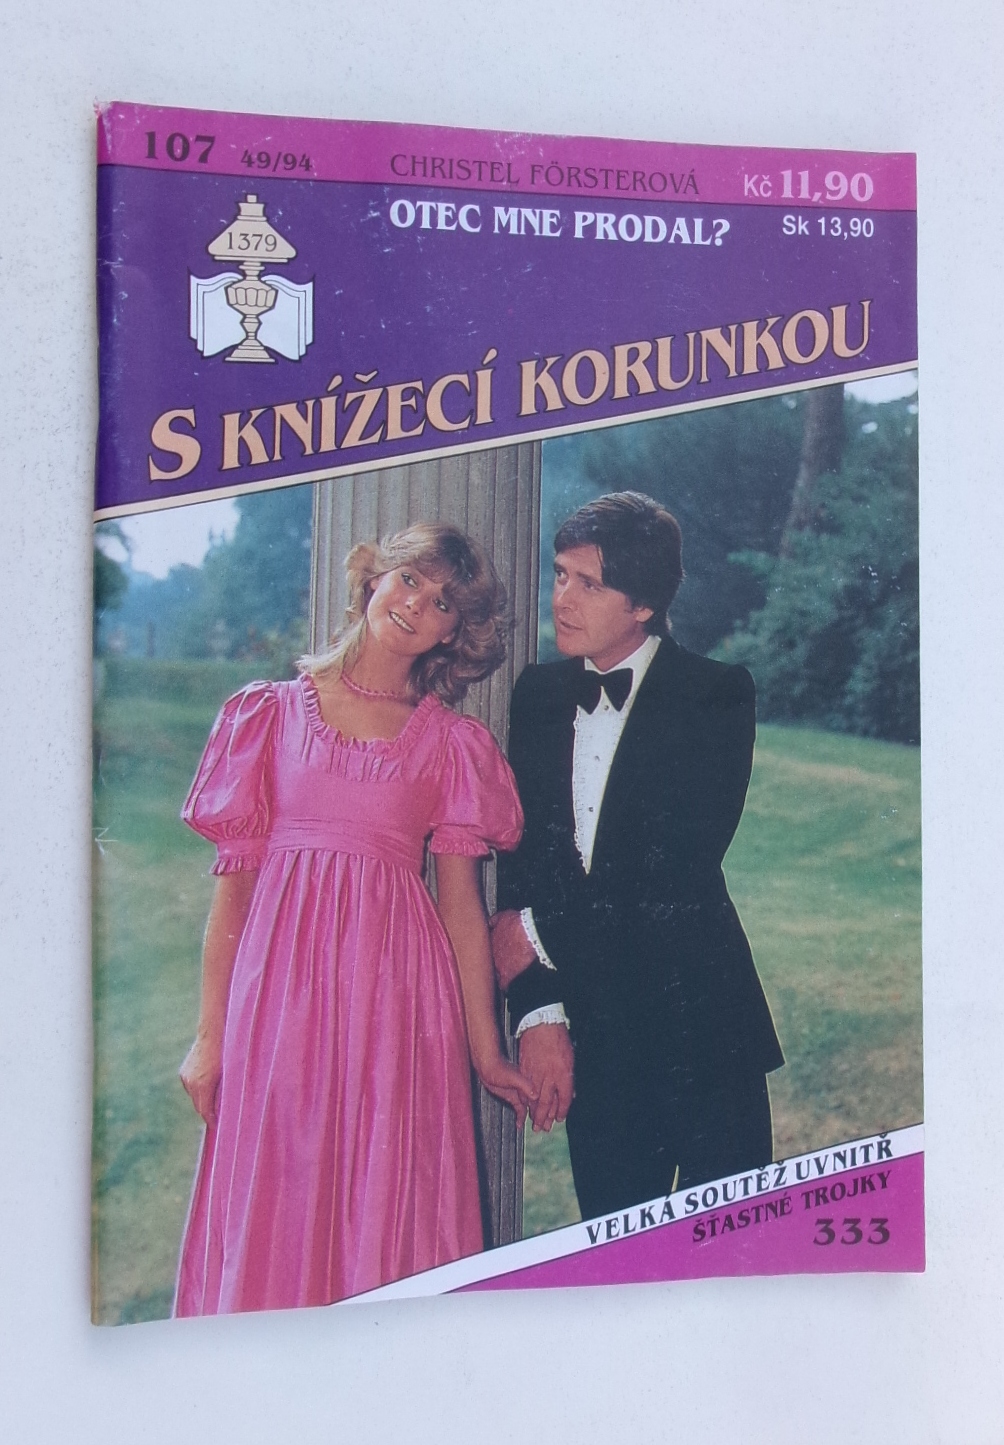 107 49/94
CHRISTEL FÖRSTEROVÁ
Kč 11,90
OTEC MNE PRODAL?
Sk 13,90
1379
S KNÍŽECÍ KORUNKOU
VELKÁ SOUTĚŽ UVNITŘ
ŠŤASTNÉ TROJKY
333